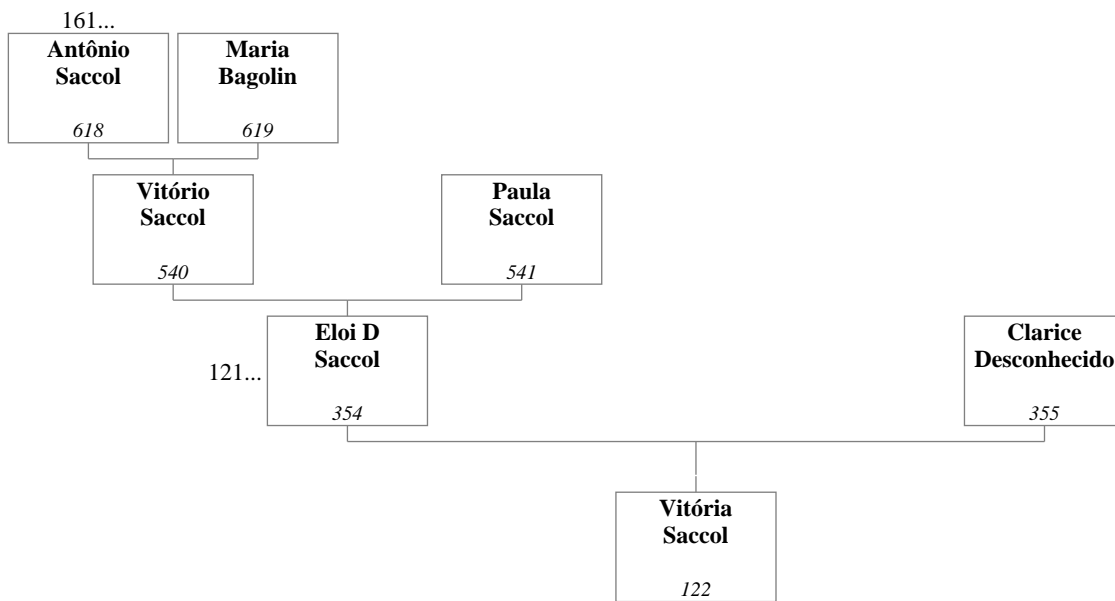 161...
Antônio
Saccol
618
Maria
Bagolin
619
Vitório
Saccol
540
Paula
Saccol
541
121...
Eloi D
Saccol
354
Clarice
Desconhecido
355
Vitória
Saccol
122